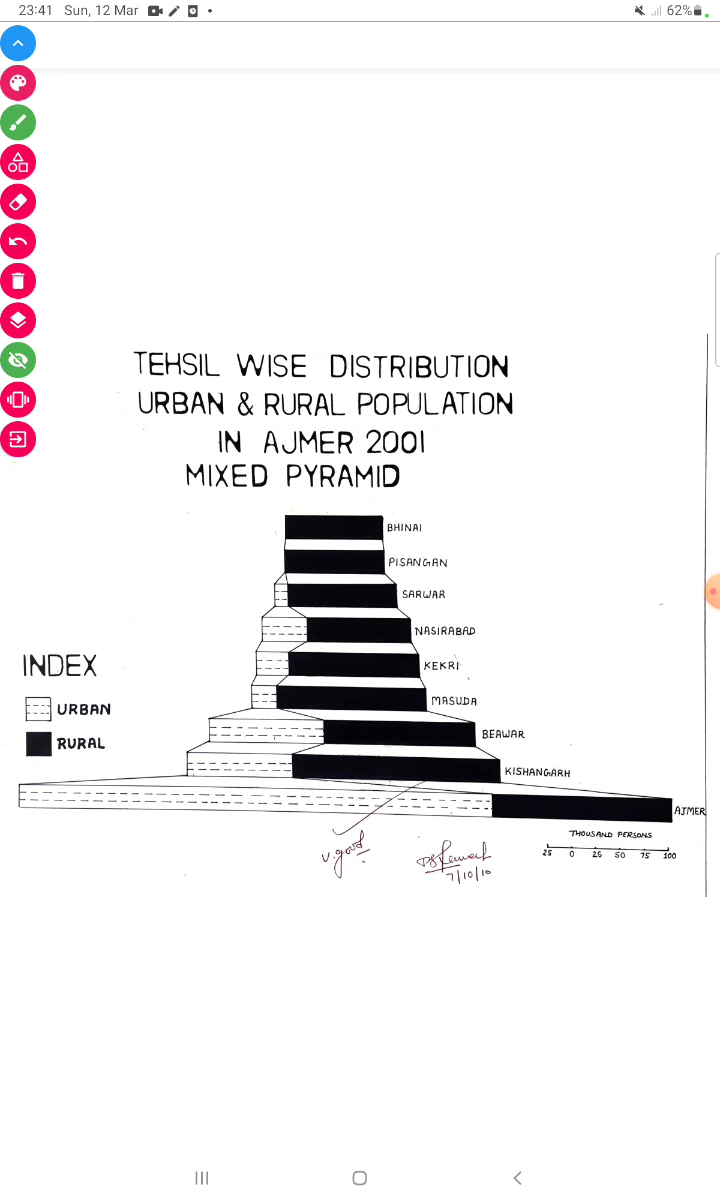 23:41 Sun, 12 Mar
62%
TEHSIL WISE DISTRIBUTION
URBAN & RURAL POPULATION
IN AJMER 2001
MIXED PYRAMID
BHINAI
PISANGAN
SARWAR
NASIRABAD
KEKRI
MASUDA
BEAWAR
KISHANGARH
AJMER
INDEX
URBAN
RURAL
THOUSAND PERSONS
25 0 25 50 75 100
v.good
7/10/10